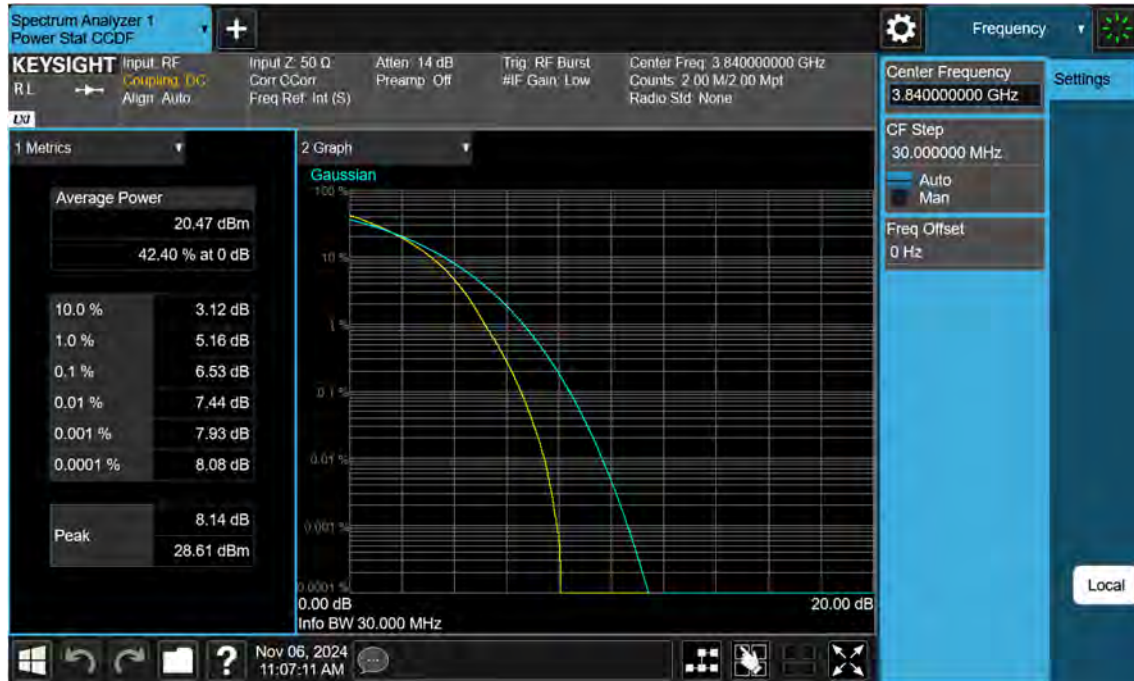 Spectrum Analyzer 1
Power Stat CCDF
+
Frequency
KEYSIGHT
RL
LXI
Input: RF
Coupling: DC
Align: Auto
Input Z: 50 Ω
Corr CCorr
Freq Ref: Int (S)
Atten: 14 dB
Preamp: Off
Trig: RF Burst
#IF Gain: Low
Center Freq: 3.840000000 GHz
Counts: 2.00 M/2.00 Mpt
Radio Std: None
Center Frequency
3.840000000 GHz
Settings
CF Step
30.000000 MHz
Auto
Man
Freq Offset
0 Hz
Local
1 Metrics
Average Power
20.47 dBm
42.40 % at 0 dB
10.0 % 3.12 dB
1.0 % 5.16 dB
0.1 % 6.53 dB
0.01 % 7.44 dB
0.001 % 7.93 dB
0.0001 % 8.08 dB
Peak
8.14 dB
28.61 dBm
2 Graph
Gaussian
100 %
10 %
1 %
0.1 %
0.01 %
0.001 %
0.0001 %
0.00 dB 20.00 dB
Info BW 30.000 MHz
?
Nov 06, 2024
11:07:11 AM